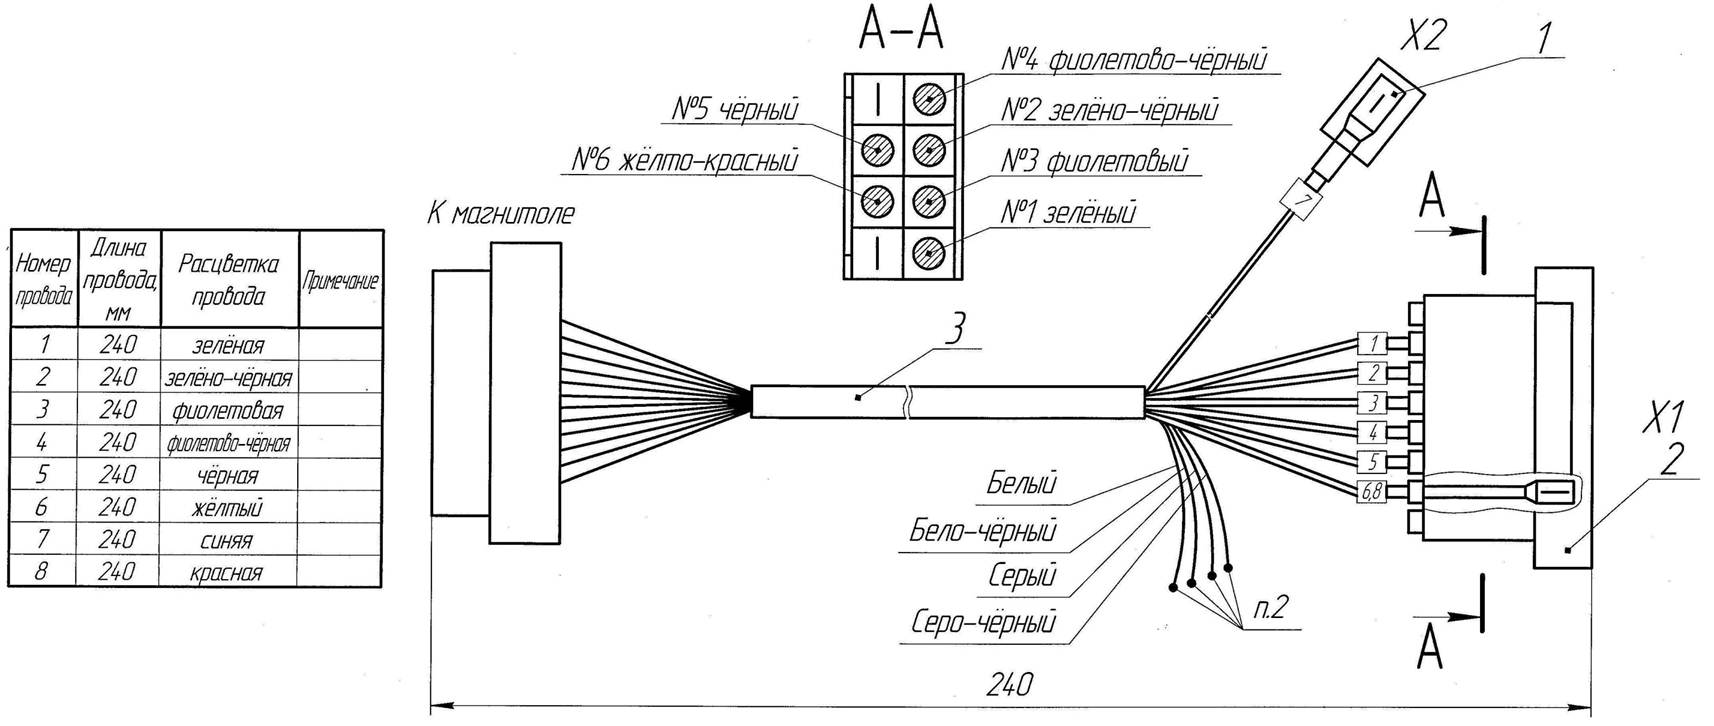 А–А
Х2
1
№4 фиолетово-чёрный
№5 чёрный
№2 зелёно-чёрный
№6 жёлто-красный
№3 фиолетовый
№1 зелёный
К магнитоле
7
А
Номер провода
Длина провода, мм
Расцветка провода
Примечание
1 240 зелёная
2 240 зелёно-чёрная
3 240 фиолетовая
4 240 фиолетово-чёрная
5 240 чёрная
6 240 жёлтый
7 240 синяя
8 240 красная
3
1
2
3
4
5
6,8
Х1
2
Белый
Бело-чёрный
Серый
Серо-чёрный
п.2
А
240